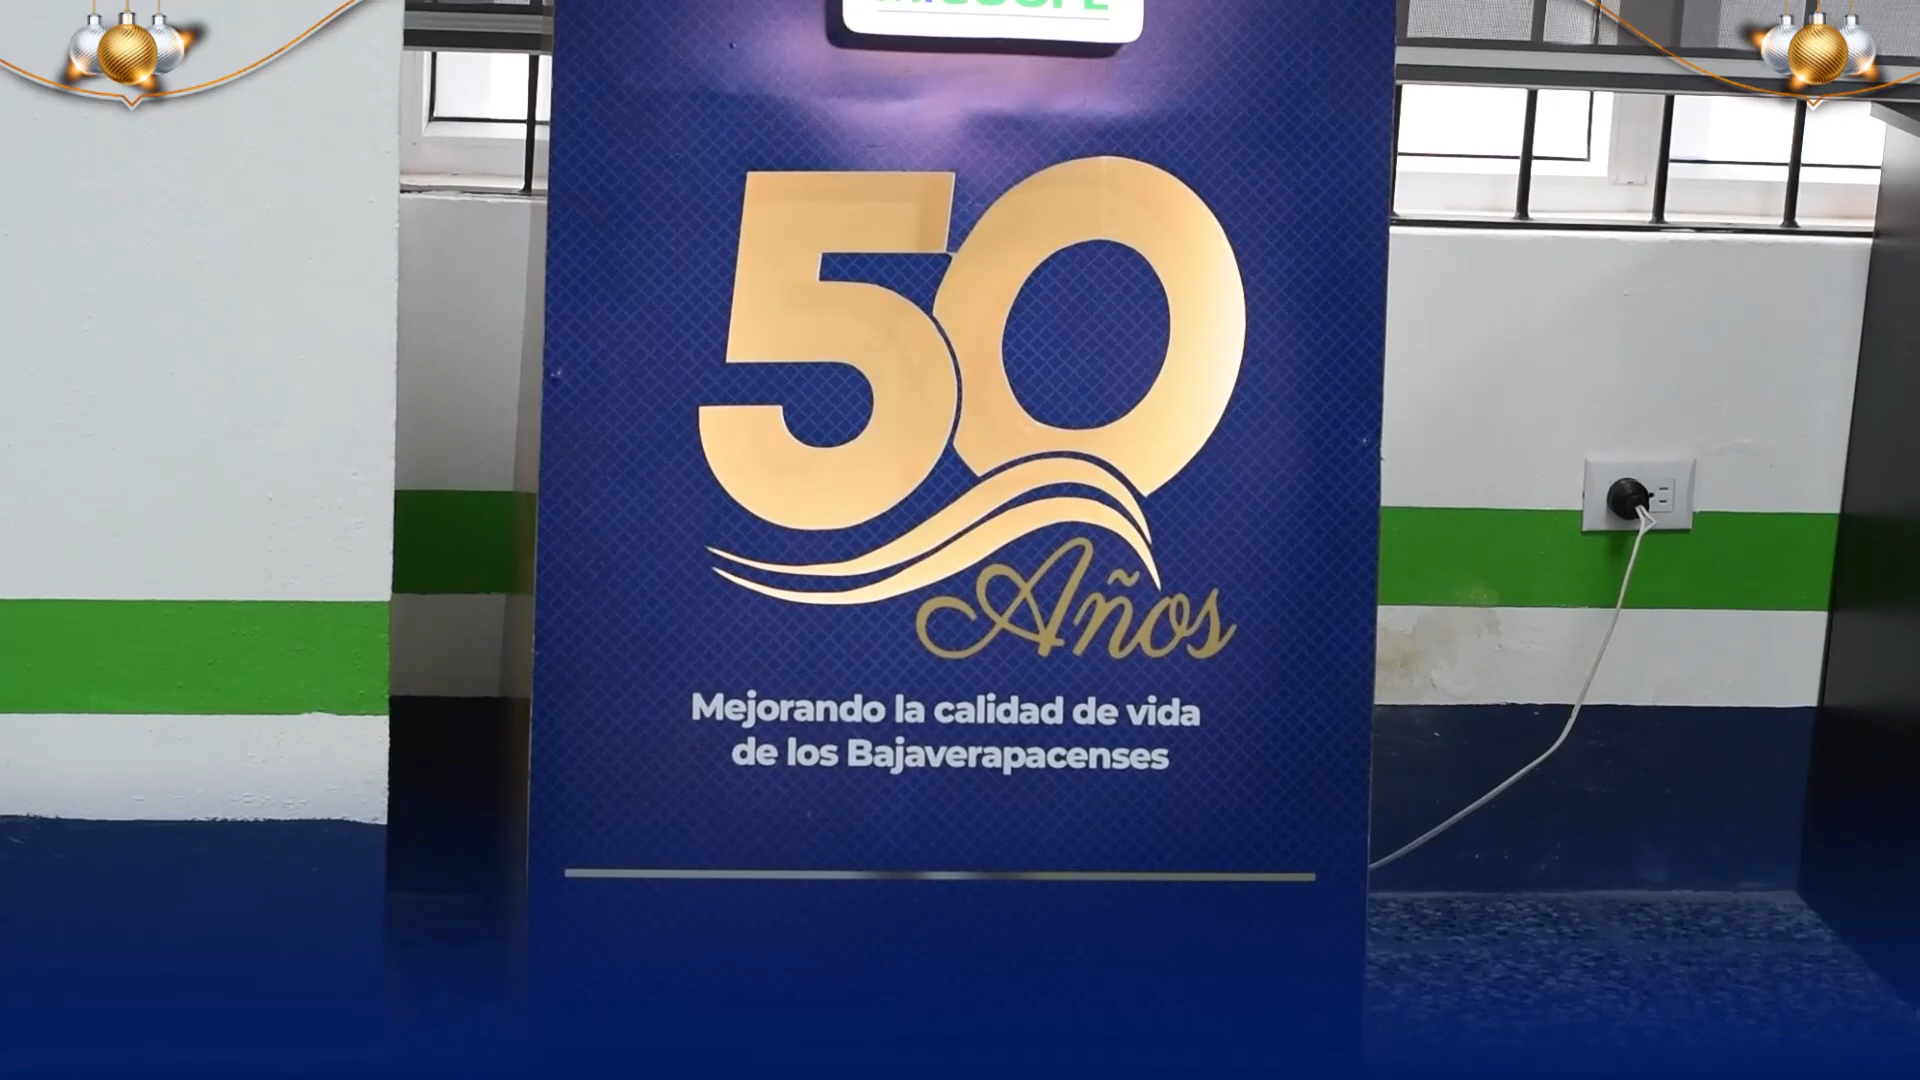 50
Años
Mejorando la calidad de vida
de los Bajaverapacenses